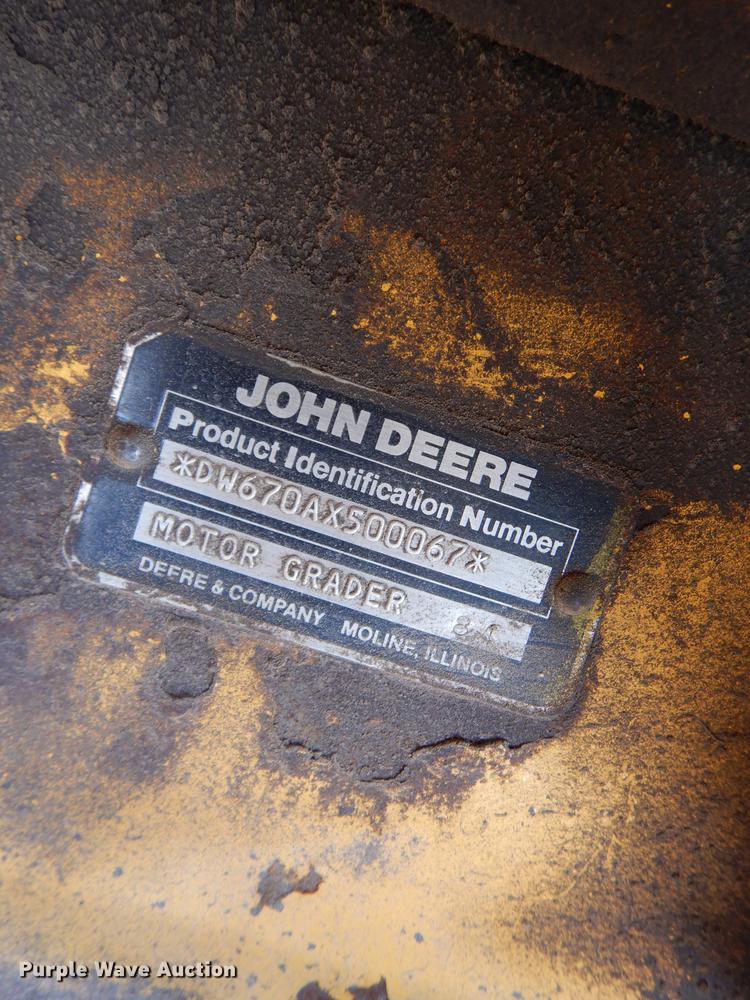 JOHN DEERE
Product Identification Number
*DW670AX500067*
MOTOR GRADER
DEERE & COMPANY MOLINE, ILLINOIS
Purple Wave Auction